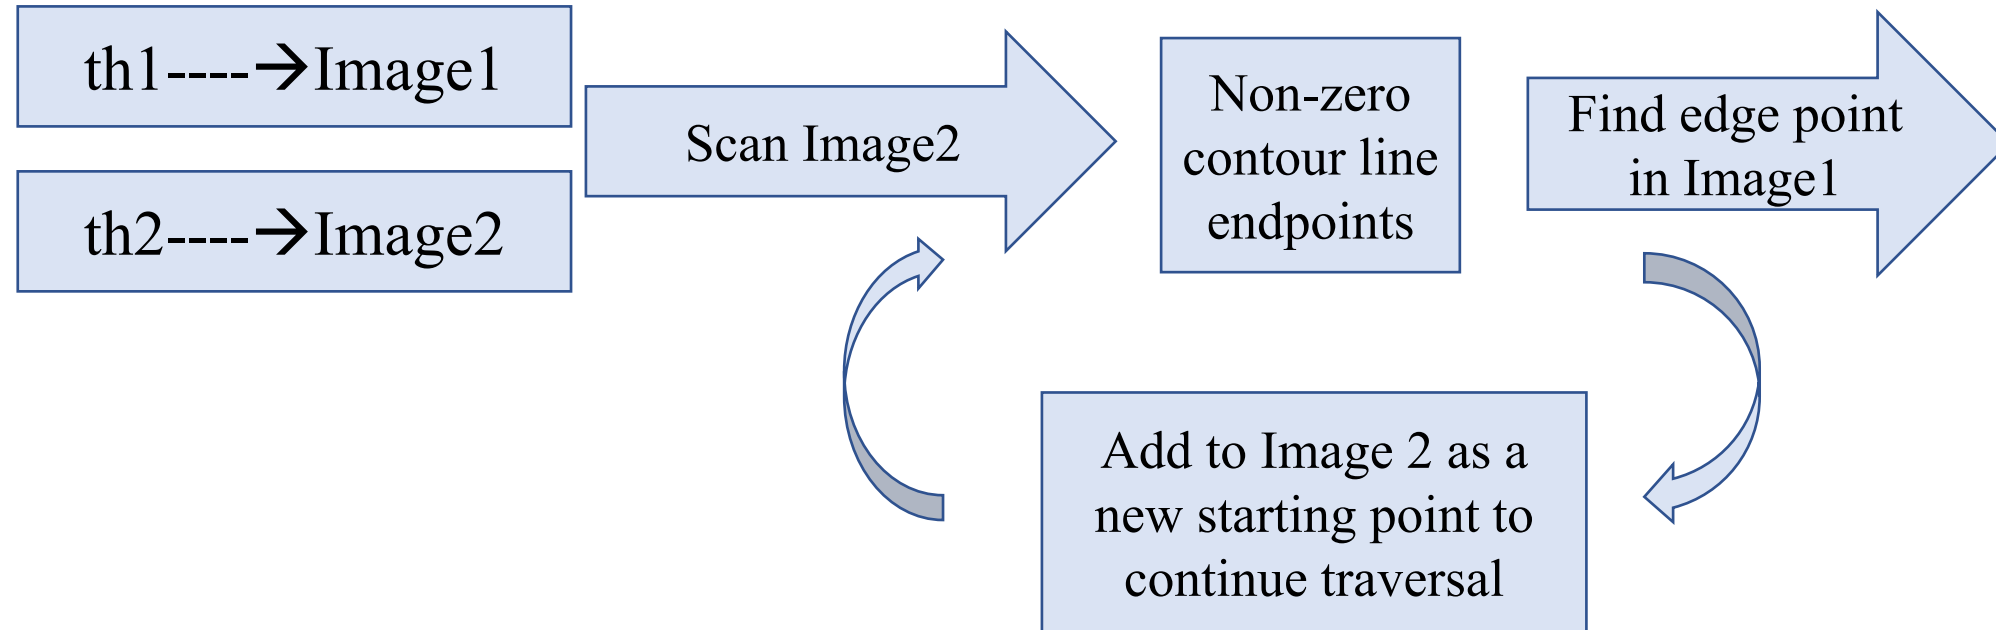 th1----→Image1
th2----→Image2
Scan Image2
Non-zero
contour line
endpoints
Find edge point
in Image1
Add to Image 2 as a
new starting point to
continue traversal